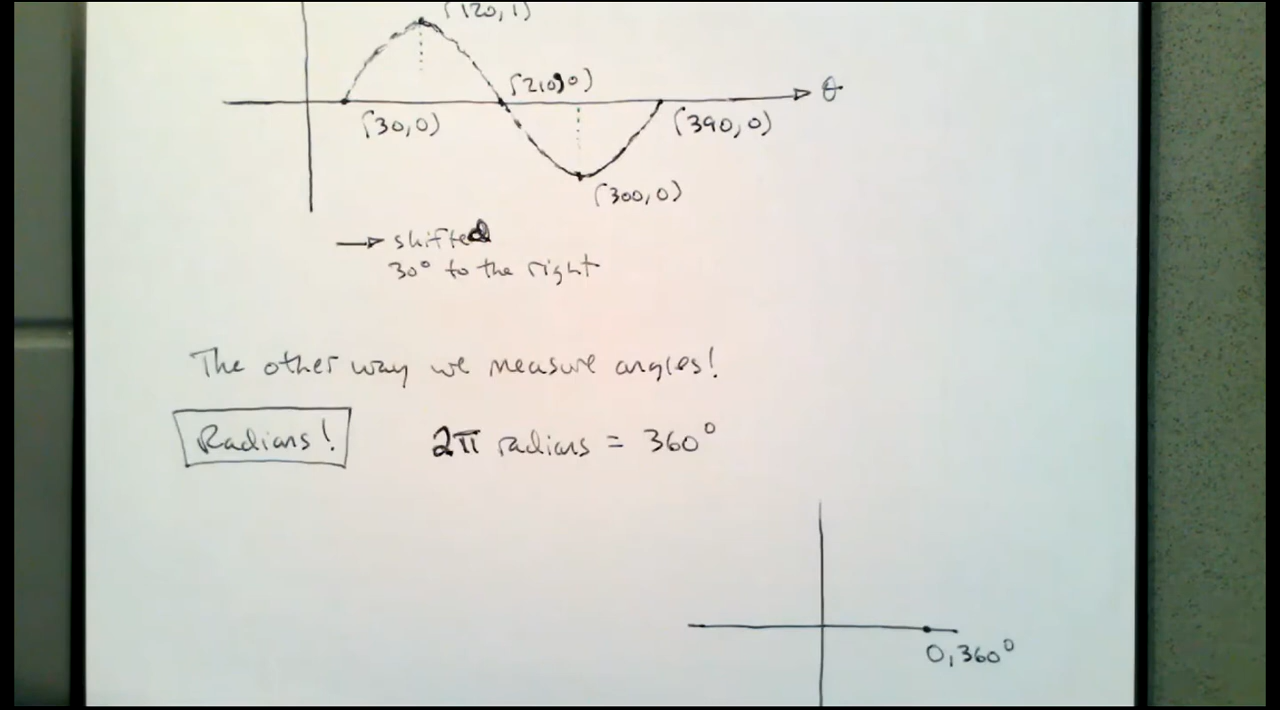 (120,1)
(210,0)
θ
(30,0)
(390,0)
(300,0)
→ shifted
30° to the right
The other way we measure angles!
Radians!
2π radians = 360°
0,360°